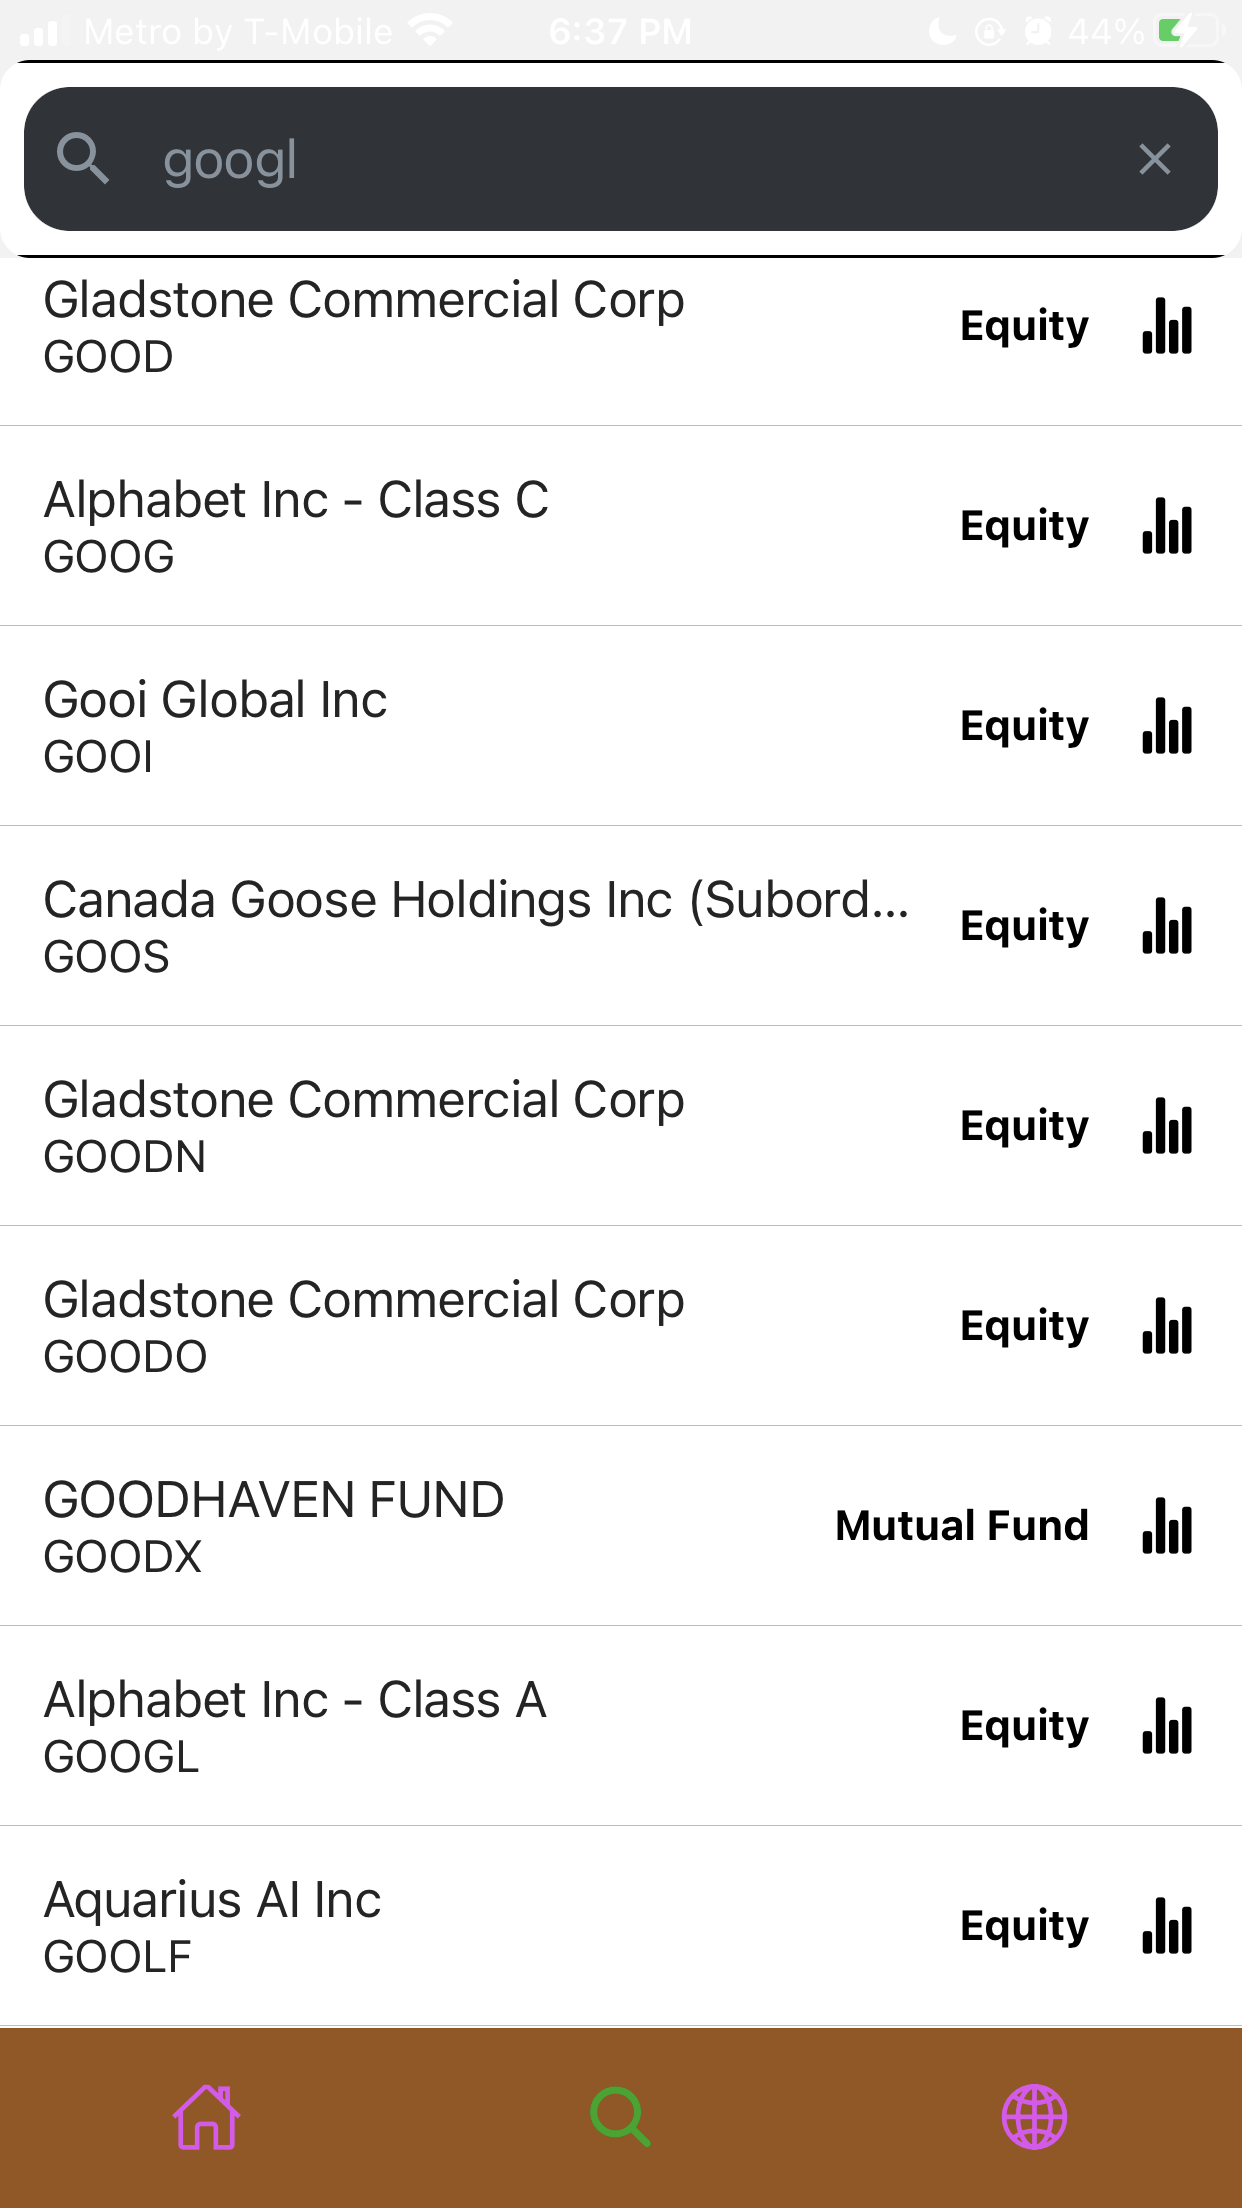 Metro by T-Mobile 6:37 PM 44%
googl
Gladstone Commercial Corp
GOOD
Equity
Alphabet Inc - Class C
GOOG
Equity
Gooi Global Inc
GOOI
Equity
Canada Goose Holdings Inc (Subord...
GOOS
Equity
Gladstone Commercial Corp
GOODN
Equity
Gladstone Commercial Corp
GOODO
Equity
GOODHAVEN FUND
GOODX
Mutual Fund
Alphabet Inc - Class A
GOOGL
Equity
Aquarius AI Inc
GOOLF
Equity